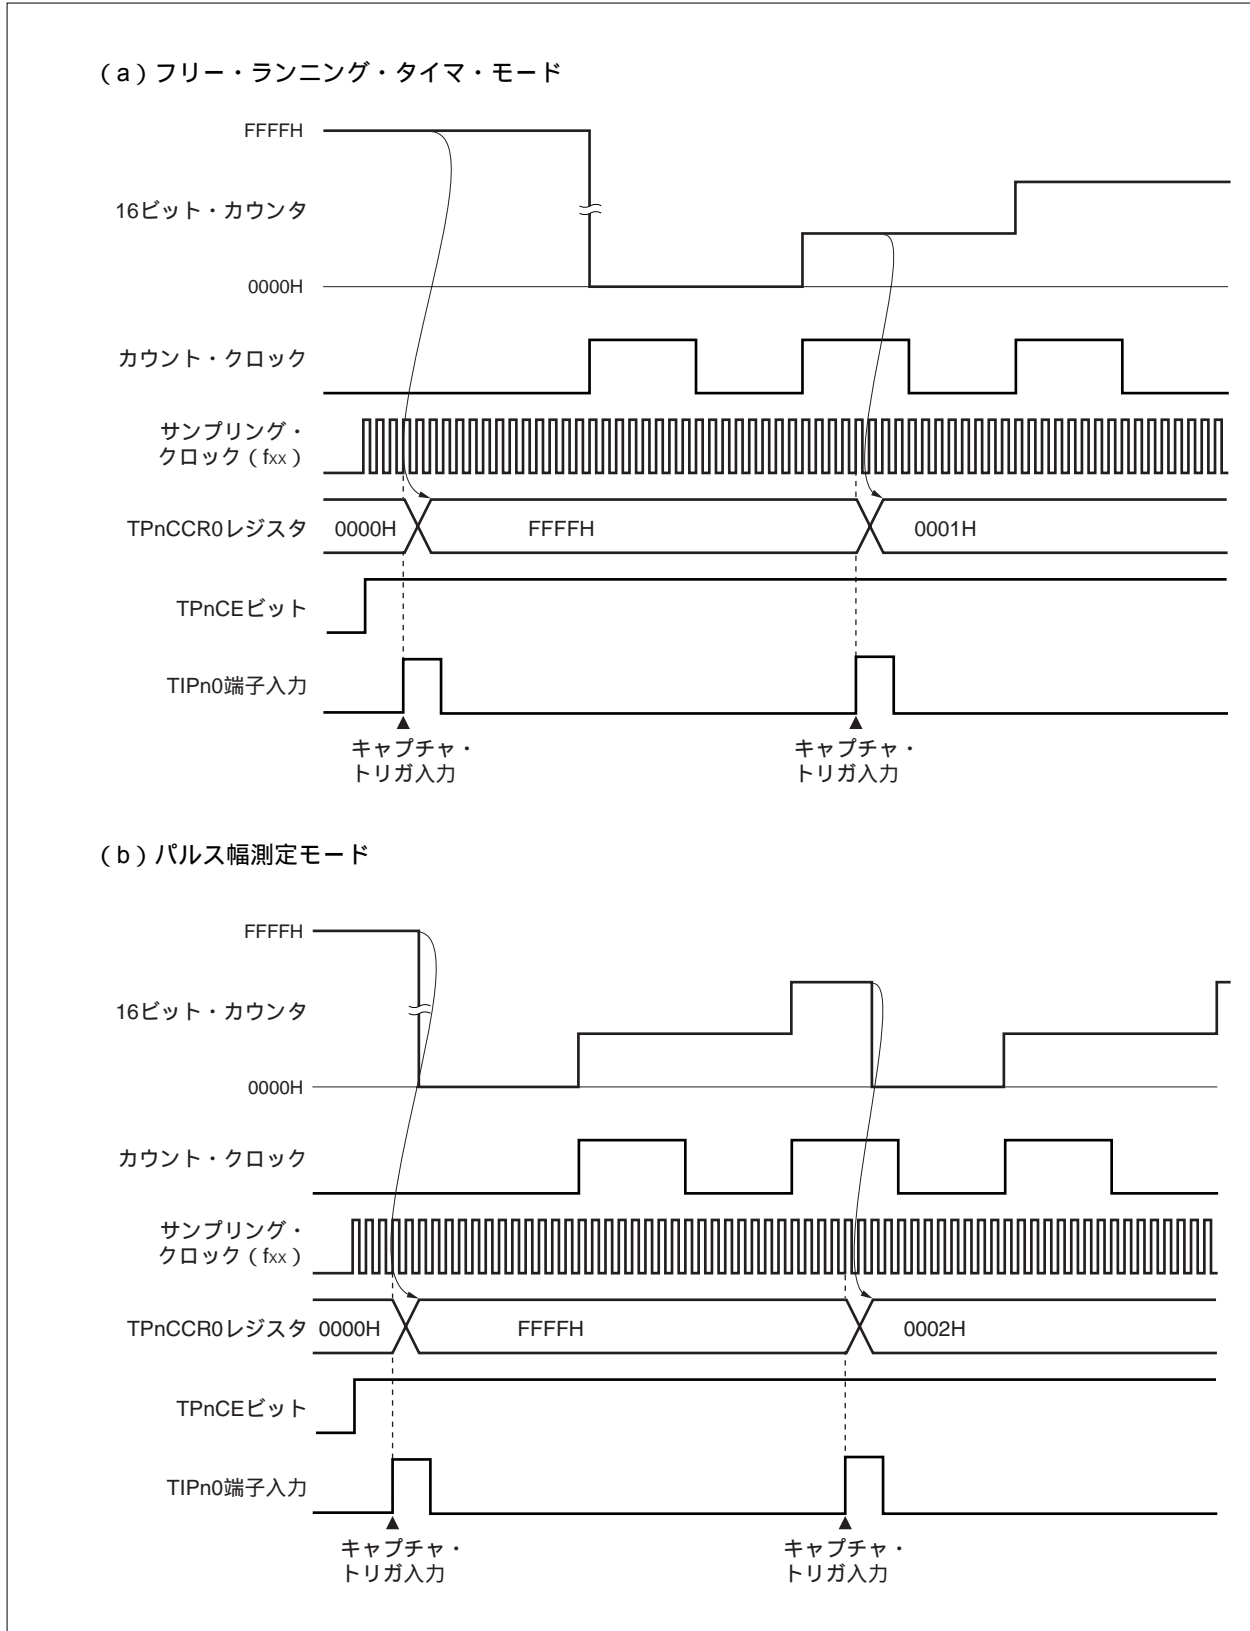 （a）フリー・ランニング・タイマ・モード
FFFFH
16ビット・カウンタ
0000H
カウント・クロック
サンプリング・
クロック（fxx）
TPnCCR0レジスタ
0000H
FFFFH
0001H
TPnCEビット
TIPn0端子入力
キャプチャ・
トリガ入力
キャプチャ・
トリガ入力
（b）パルス幅測定モード
FFFFH
16ビット・カウンタ
0000H
カウント・クロック
サンプリング・
クロック（fxx）
TPnCCR0レジスタ
0000H
FFFFH
0002H
TPnCEビット
TIPn0端子入力
キャプチャ・
トリガ入力
キャプチャ・
トリガ入力